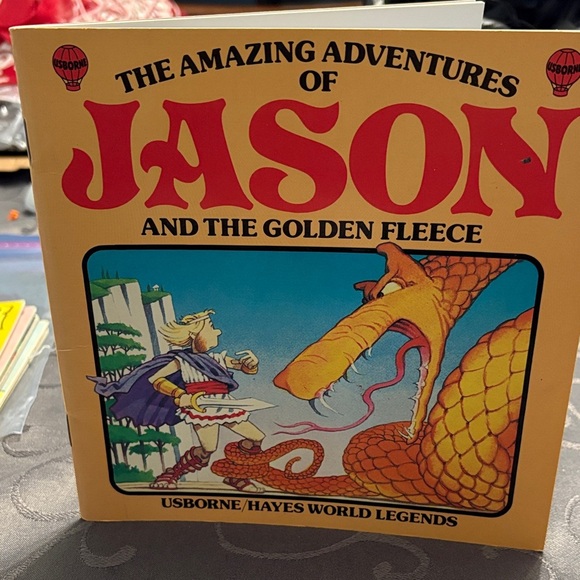 USBORNE
USBORNE
THE AMAZING ADVENTURES
OF
JASON
AND THE GOLDEN FLEECE
USBORNE/HAYES WORLD LEGENDS